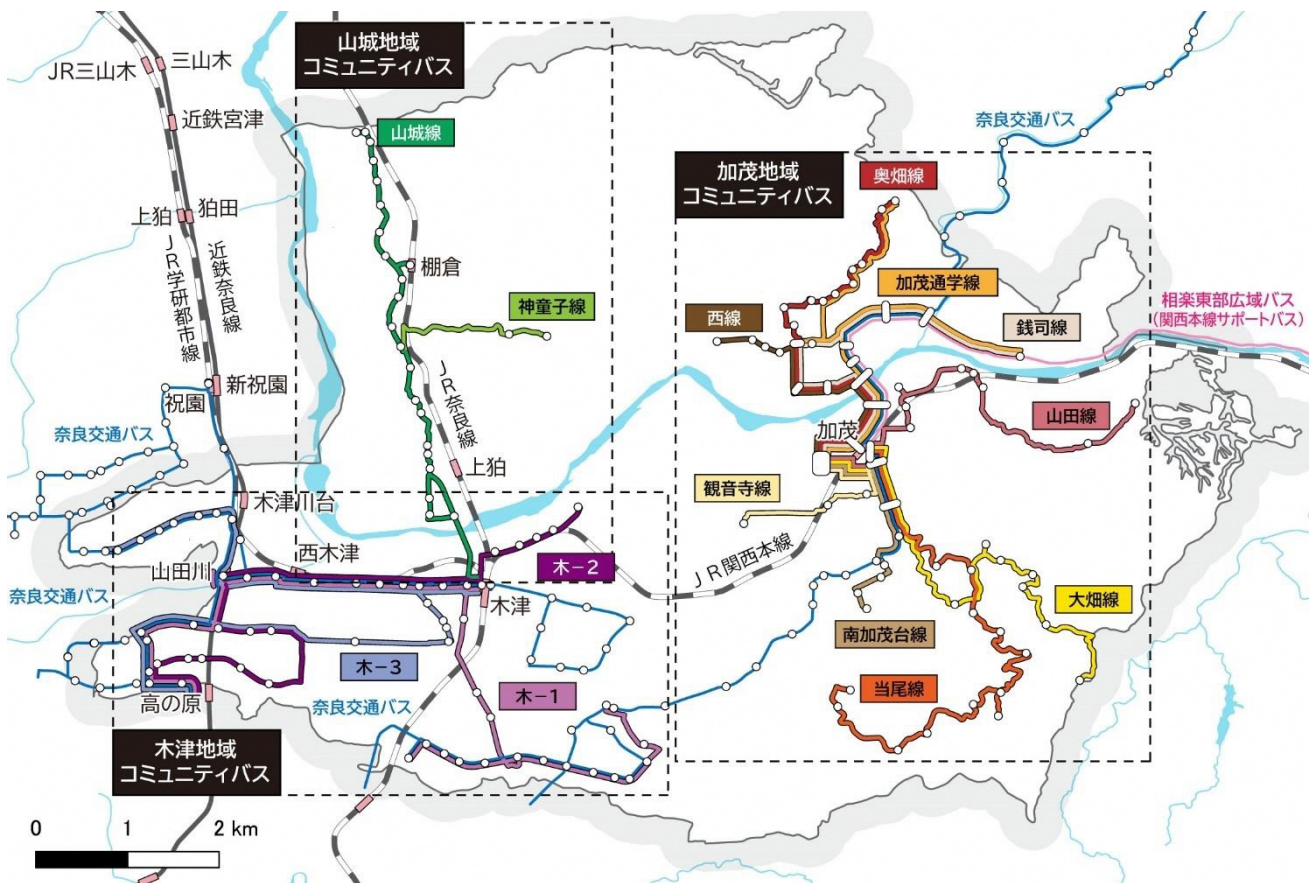 山城地域
コミュニティバス
三山木
JR三山木
近鉄宮津
山城線
奈良交通バス
加茂地域
コミュニティバス
奥畑線
狛田
上狛
近鉄奈良線
JR学研都市線
棚倉
加茂通学線
相楽東部広域バス
(関西本線サポートバス)
神童子線
西線
銭司線
新祝園
祝園
JR奈良線
奈良交通バス
加茂
山田線
上狛
観音寺線
木津川台
JR関西本線
西木津
木-2
山田川
奈良交通バス
木津
大畑線
南加茂台線
木-3
木-1
当尾線
高の原
奈良交通バス
木津地域
コミュニティバス
0 1 2 km